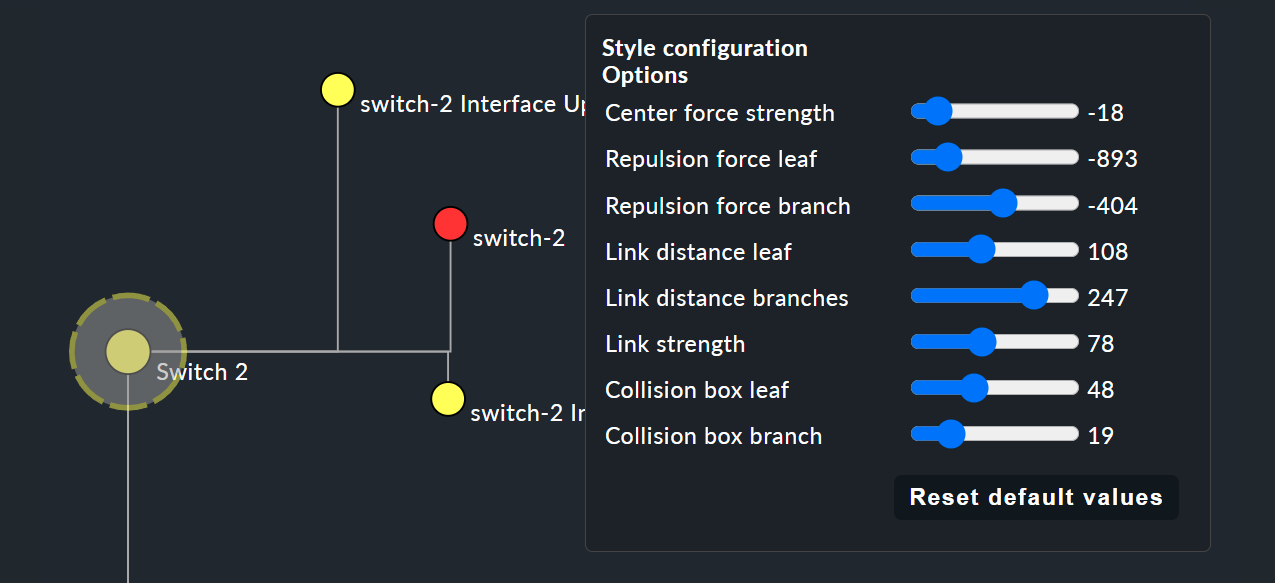 Style configuration
Options
Center force strength -18
Repulsion force leaf -893
Repulsion force branch -404
Link distance leaf 108
Link distance branches 247
Link strength 78
Collision box leaf 48
Collision box branch 19
Reset default values
switch-2 Interface Up
switch-2
Switch 2
switch-2 In